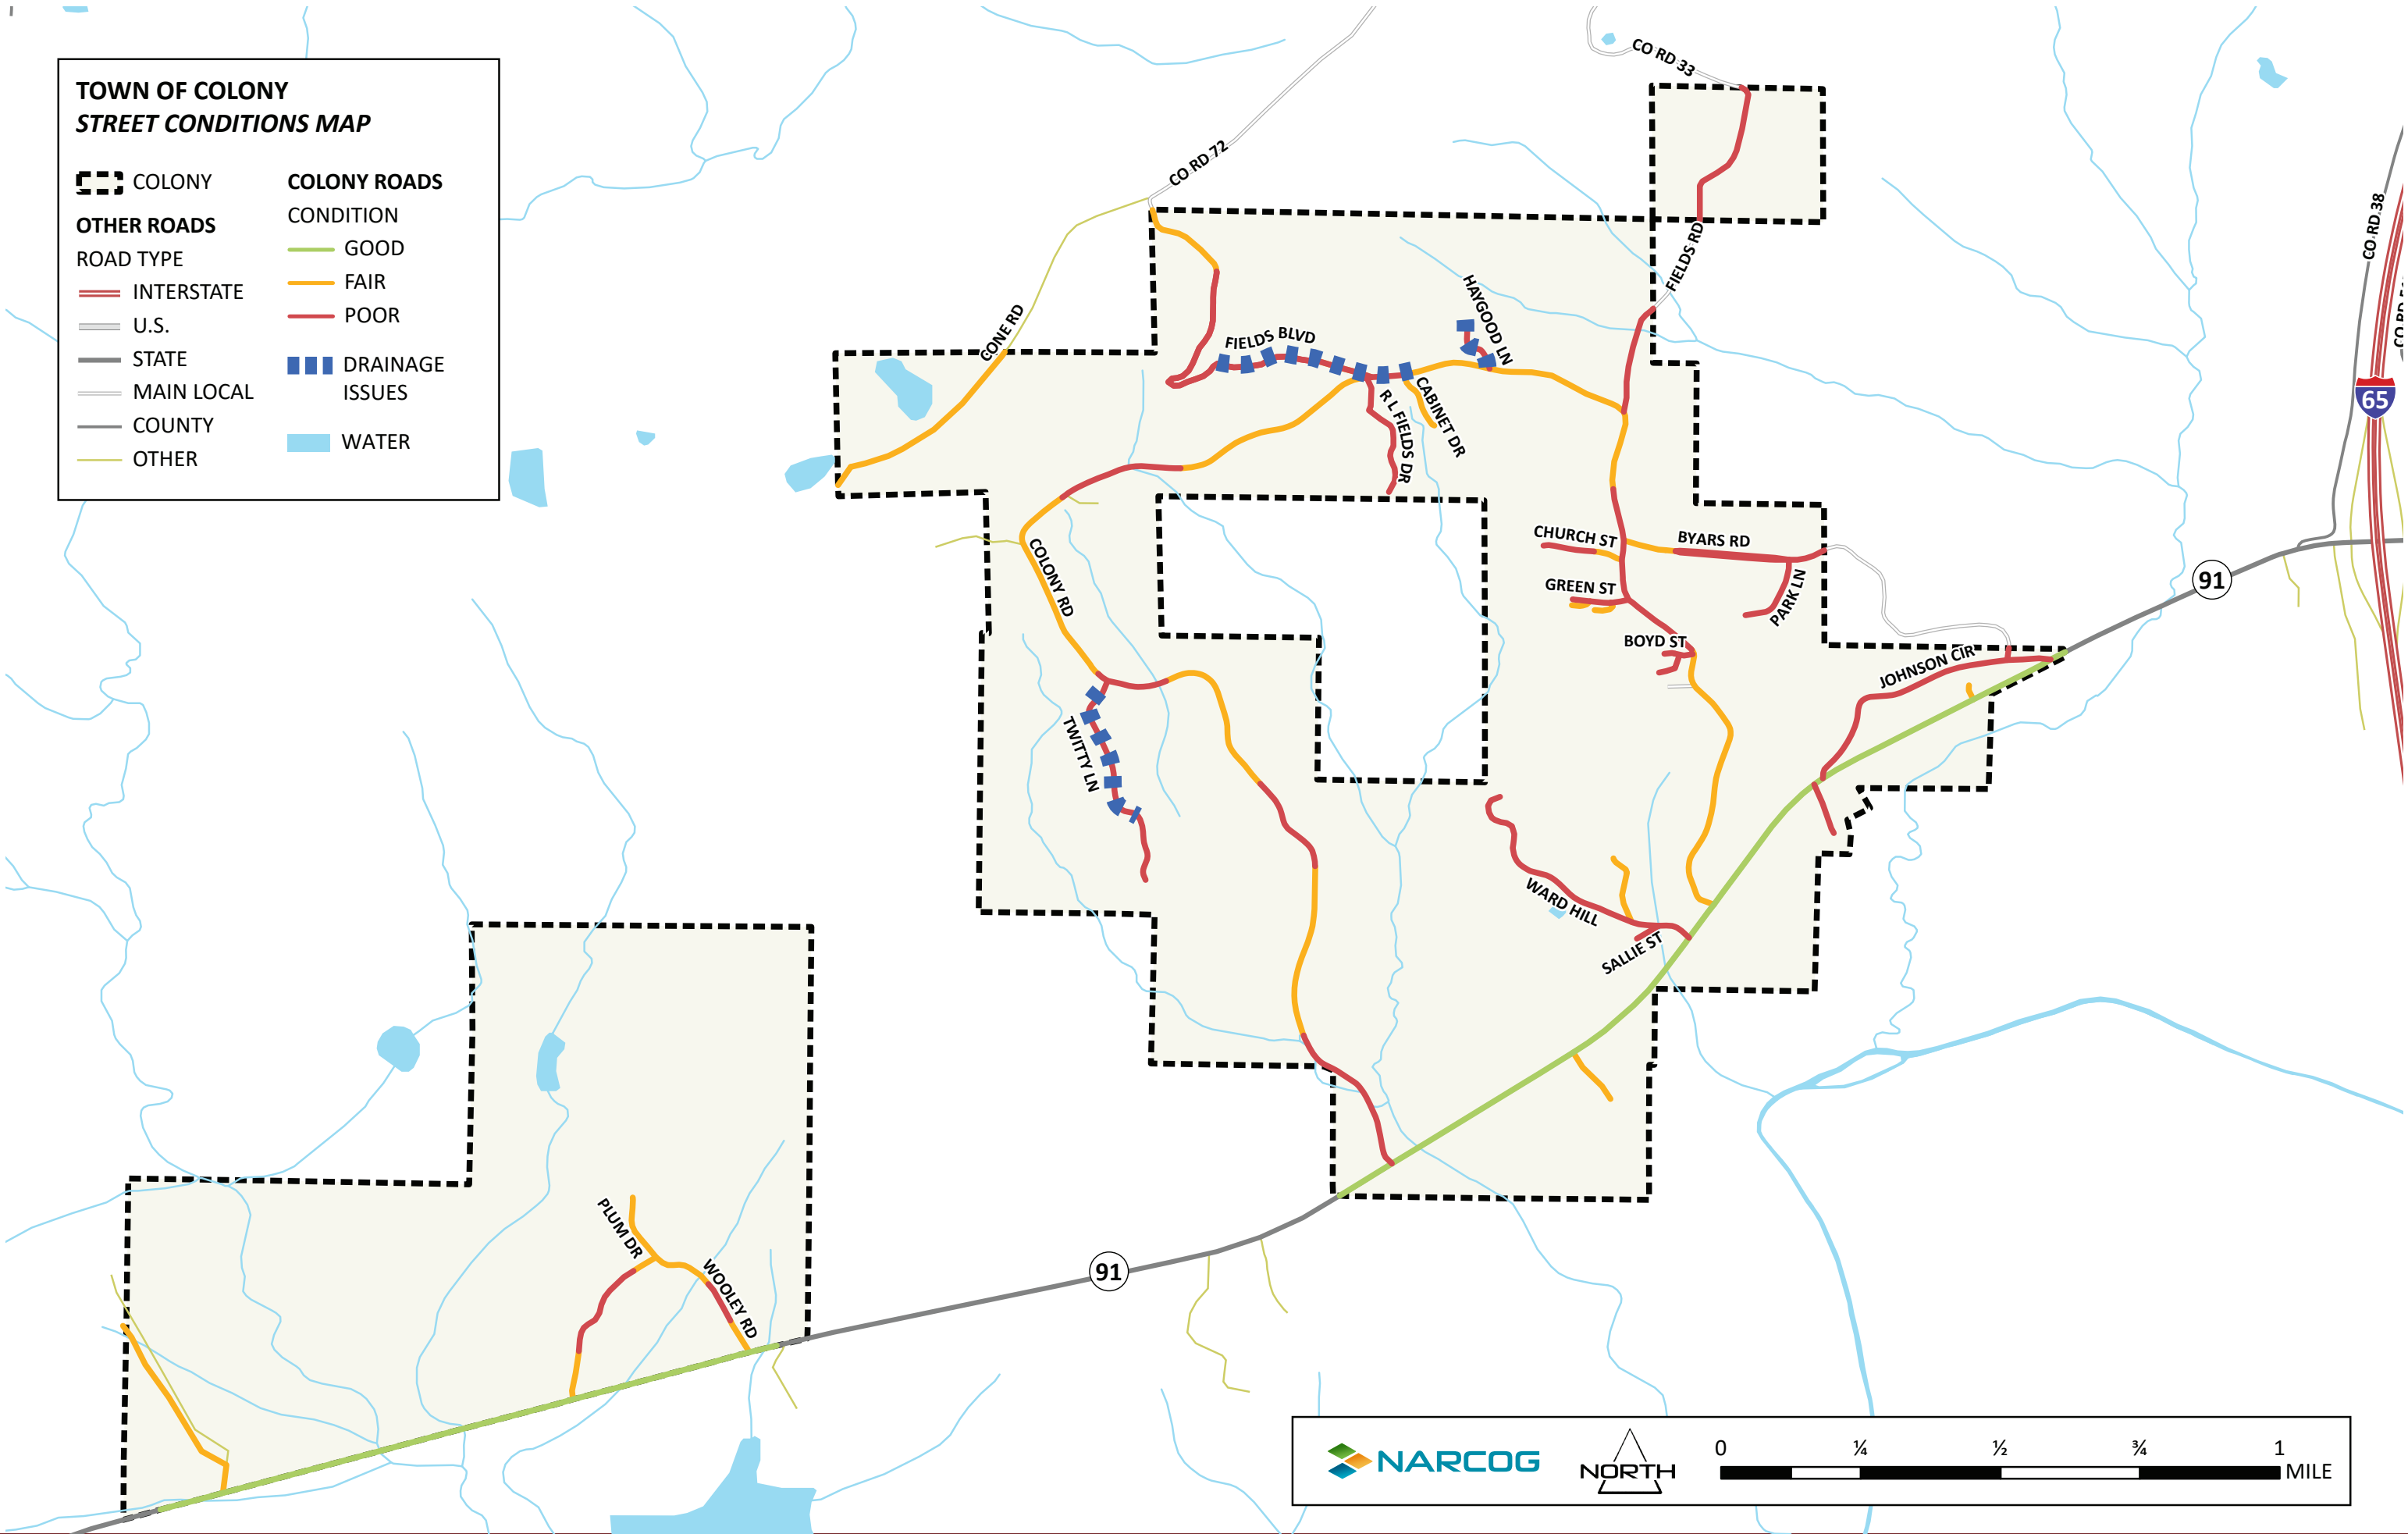 TOWN OF COLONY
STREET CONDITIONS MAP
COLONY
OTHER ROADS
ROAD TYPE
INTERSTATE
U.S.
STATE
MAIN LOCAL
COUNTY
OTHER
COLONY ROADS
CONDITION
GOOD
FAIR
POOR
DRAINAGE
ISSUES
WATER
CO RD 33
CO RD 72
CO RD 38
FIELDS RD
CONE RD
HAYGOOD LN
FIELDS BLVD
CABINET DR
R L FIELDS DR
65
COLONY RD
CHURCH ST
BYARS RD
GREEN ST
PARK LN
91
BOYD ST
JOHNSON CIR
TWITTY LN
WARD HILL
SALLIE ST
PLUM DR
WOOLEY RD
91
NARCOG
NORTH
0 ¼ ½ ¾ 1
MILE